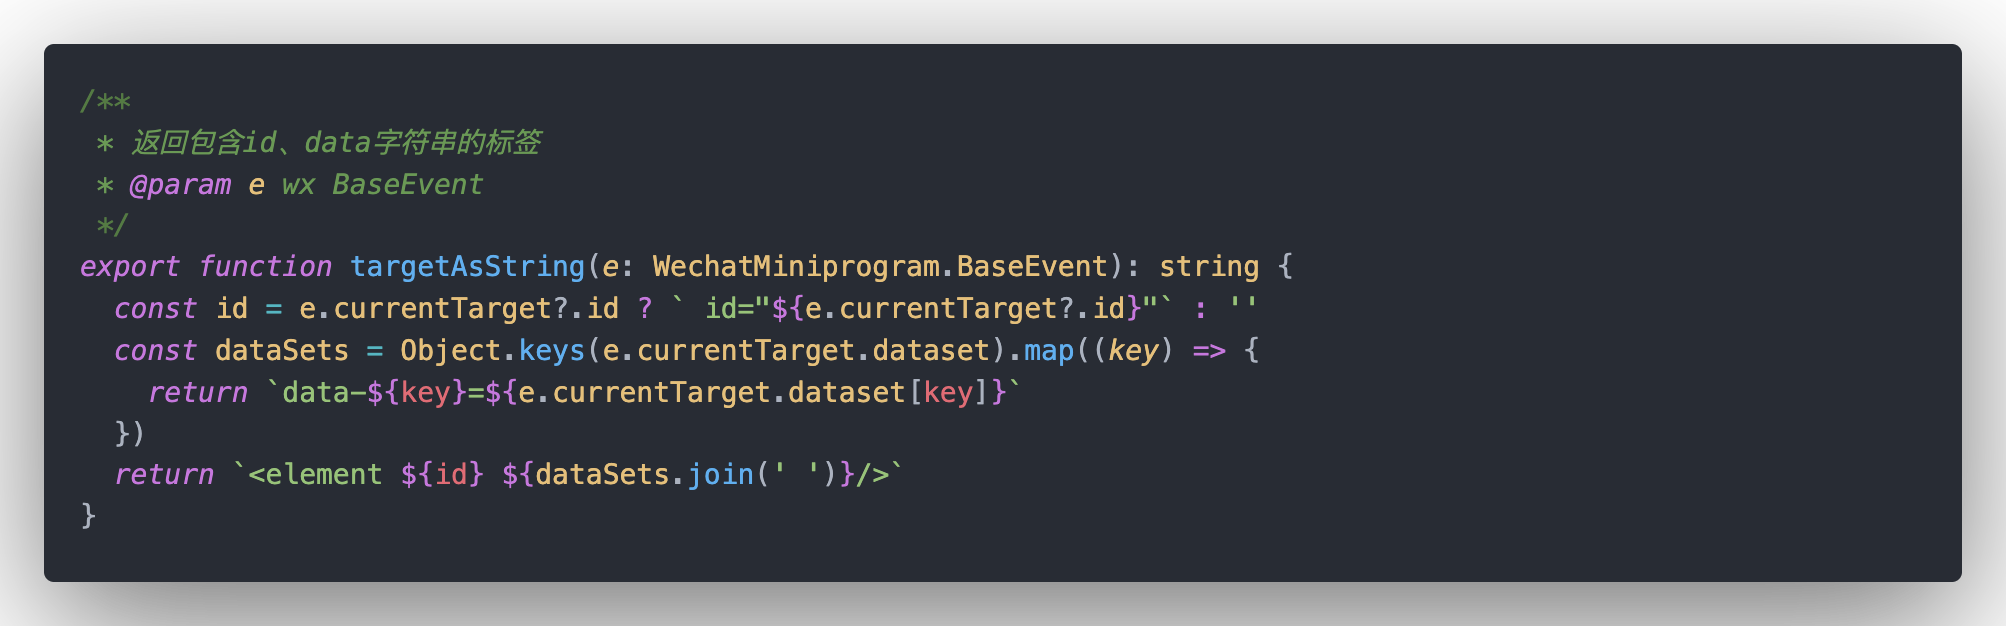 /**
 * 返回包含id、data字符串的标签
 * @param e wx BaseEvent
 */
export function targetAsString(e: WechatMiniprogram.BaseEvent): string {
  const id = e.currentTarget?.id ? ` id="${e.currentTarget?.id}"` : ''
  const dataSets = Object.keys(e.currentTarget.dataset).map((key) => {
    return `data-${key}=${e.currentTarget.dataset[key]}`
  })
  return `<element ${id} ${dataSets.join(' ')}/>`
}